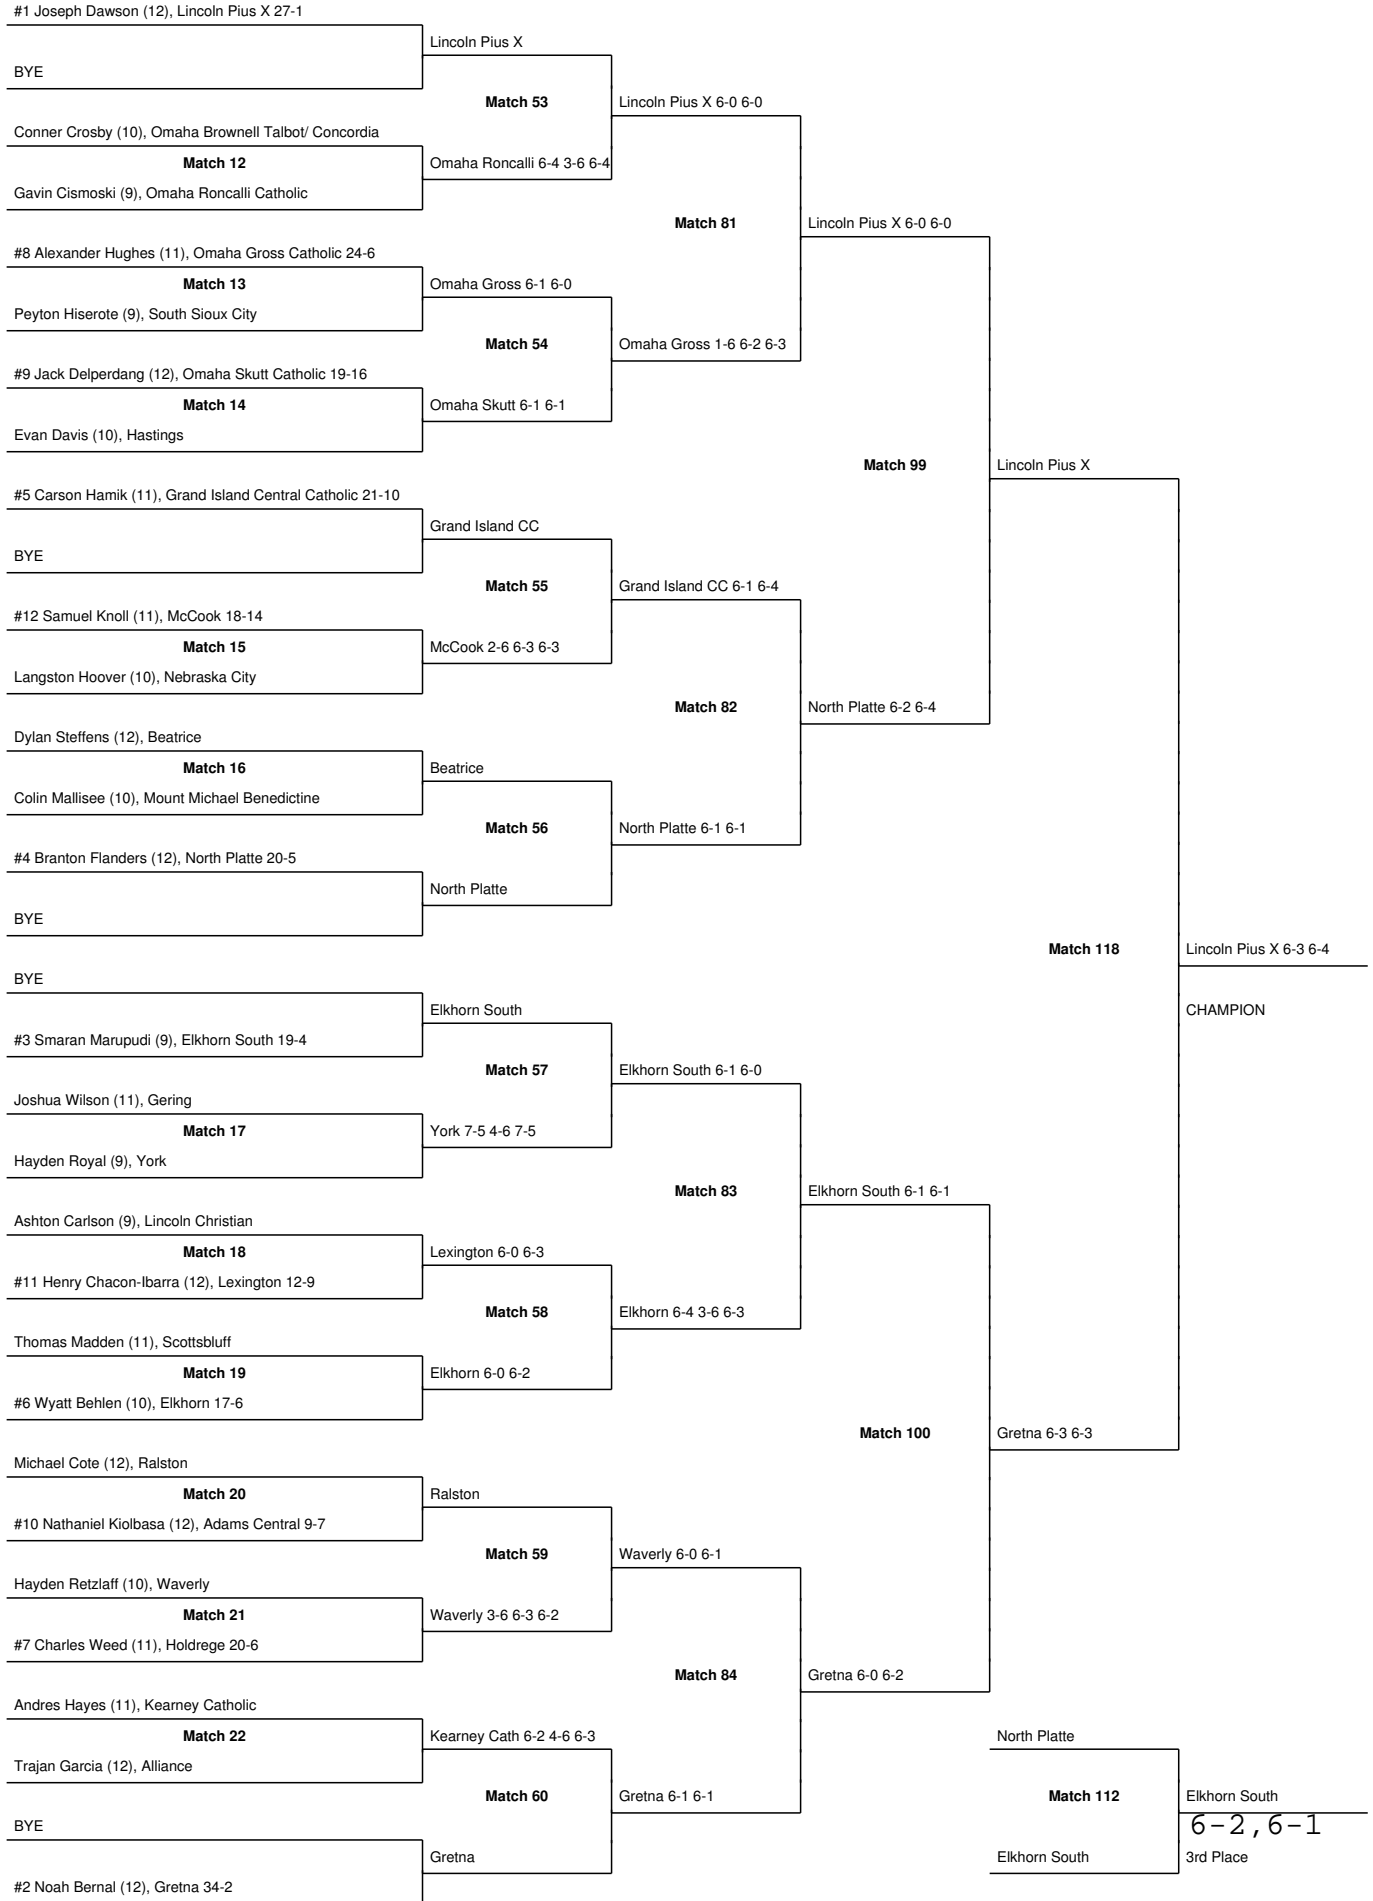 #1 Joseph Dawson (12), Lincoln Pius X 27-1
Lincoln Pius X
BYE
Match 53
Lincoln Pius X 6-0 6-0
Conner Crosby (10), Omaha Brownell Talbot/ Concordia
Match 12
Omaha Roncalli 6-4 3-6 6-4
Gavin Cismoski (9), Omaha Roncalli Catholic
Match 81
Lincoln Pius X 6-0 6-0
#8 Alexander Hughes (11), Omaha Gross Catholic 24-6
Match 13
Omaha Gross 6-1 6-0
Peyton Hiserote (9), South Sioux City
Match 54
Omaha Gross 1-6 6-2 6-3
#9 Jack Delperdang (12), Omaha Skutt Catholic 19-16
Match 14
Omaha Skutt 6-1 6-1
Evan Davis (10), Hastings
Match 99
Lincoln Pius X
#5 Carson Hamik (11), Grand Island Central Catholic 21-10
Grand Island CC
BYE
Match 55
Grand Island CC 6-1 6-4
#12 Samuel Knoll (11), McCook 18-14
Match 15
McCook 2-6 6-3 6-3
Langston Hoover (10), Nebraska City
Match 82
North Platte 6-2 6-4
Dylan Steffens (12), Beatrice
Match 16
Beatrice
Colin Mallisee (10), Mount Michael Benedictine
Match 56
North Platte 6-1 6-1
#4 Branton Flanders (12), North Platte 20-5
North Platte
BYE
Match 118
Lincoln Pius X 6-3 6-4
BYE
Elkhorn South
CHAMPION
#3 Smaran Marupudi (9), Elkhorn South 19-4
Match 57
Elkhorn South 6-1 6-0
Joshua Wilson (11), Gering
Match 17
York 7-5 4-6 7-5
Hayden Royal (9), York
Match 83
Elkhorn South 6-1 6-1
Ashton Carlson (9), Lincoln Christian
Match 18
Lexington 6-0 6-3
#11 Henry Chacon-Ibarra (12), Lexington 12-9
Match 58
Elkhorn 6-4 3-6 6-3
Thomas Madden (11), Scottsbluff
Match 19
Elkhorn 6-0 6-2
#6 Wyatt Behlen (10), Elkhorn 17-6
Match 100
Gretna 6-3 6-3
Michael Cote (12), Ralston
Match 20
Ralston
#10 Nathaniel Kiolbasa (12), Adams Central 9-7
Match 59
Waverly 6-0 6-1
Hayden Retzlaff (10), Waverly
Match 21
Waverly 3-6 6-3 6-2
#7 Charles Weed (11), Holdrege 20-6
Match 84
Gretna 6-0 6-2
Andres Hayes (11), Kearney Catholic
Match 22
Kearney Cath 6-2 4-6 6-3
North Platte
Trajan Garcia (12), Alliance
Match 60
Gretna 6-1 6-1
Match 112
Elkhorn South
BYE
6-2,6-1
Gretna
Elkhorn South
3rd Place
#2 Noah Bernal (12), Gretna 34-2